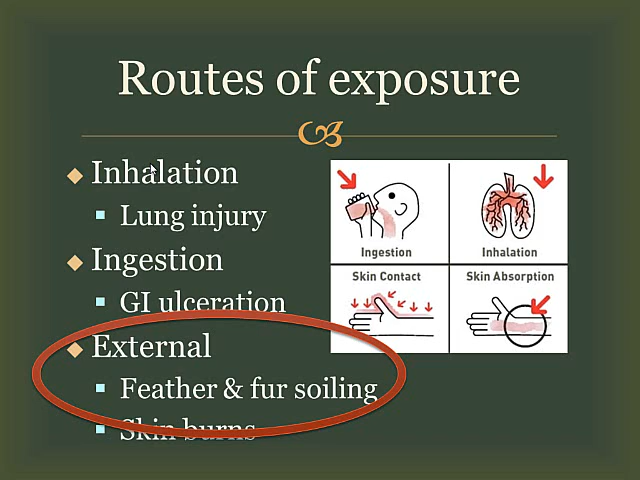 Routes of exposure
Inhalation
Lung injury
Ingestion
GI ulceration
External
Feather & fur soiling
Skin burns
Ingestion
Inhalation
Skin Contact
Skin Absorption